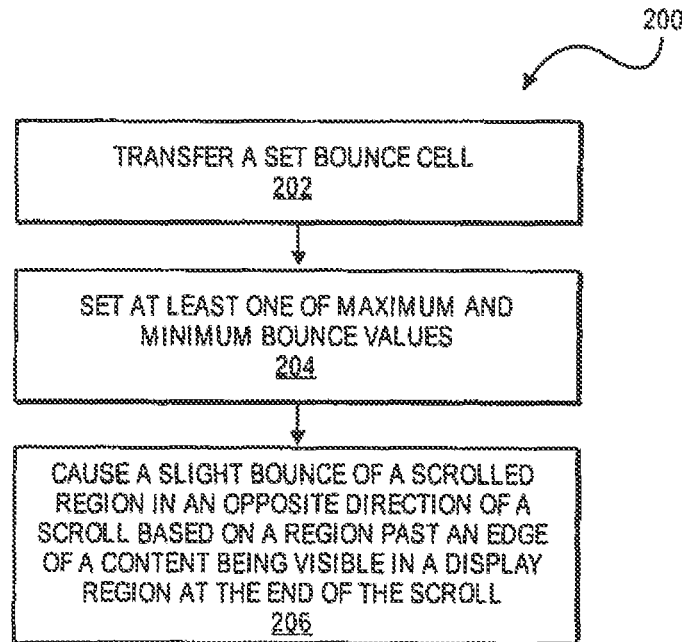 200
TRANSFER A SET BOUNCE CELL
202
SET AT LEAST ONE OF MAXIMUM AND
MINIMUM BOUNCE VALUES
204
CAUSE A SLIGHT BOUNCE OF A SCROLLED
REGION IN AN OPPOSITE DIRECTION OF A
SCROLL BASED ON A REGION PAST AN EDGE
OF A CONTENT BEING VISIBLE IN A DISPLAY
REGION AT THE END OF THE SCROLL
206